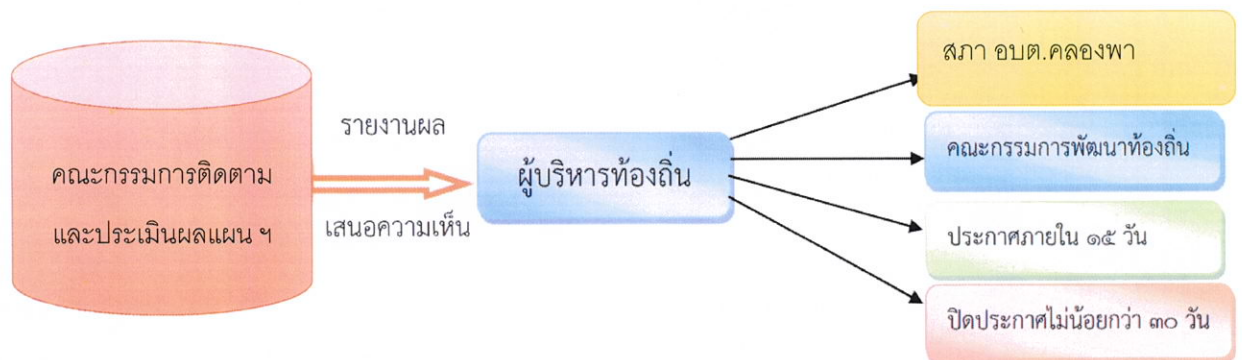 คณะกรรมการติดตาม
และประเมินผลแผน ฯ
รายงานผล
เสนอความเห็น
ผู้บริหารท้องถิ่น
สภา อบต.คลองพา
คณะกรรมการพัฒนาท้องถิ่น
ประกาศภายใน ๑๕ วัน
ปิดประกาศไม่น้อยกว่า ๓๐ วัน